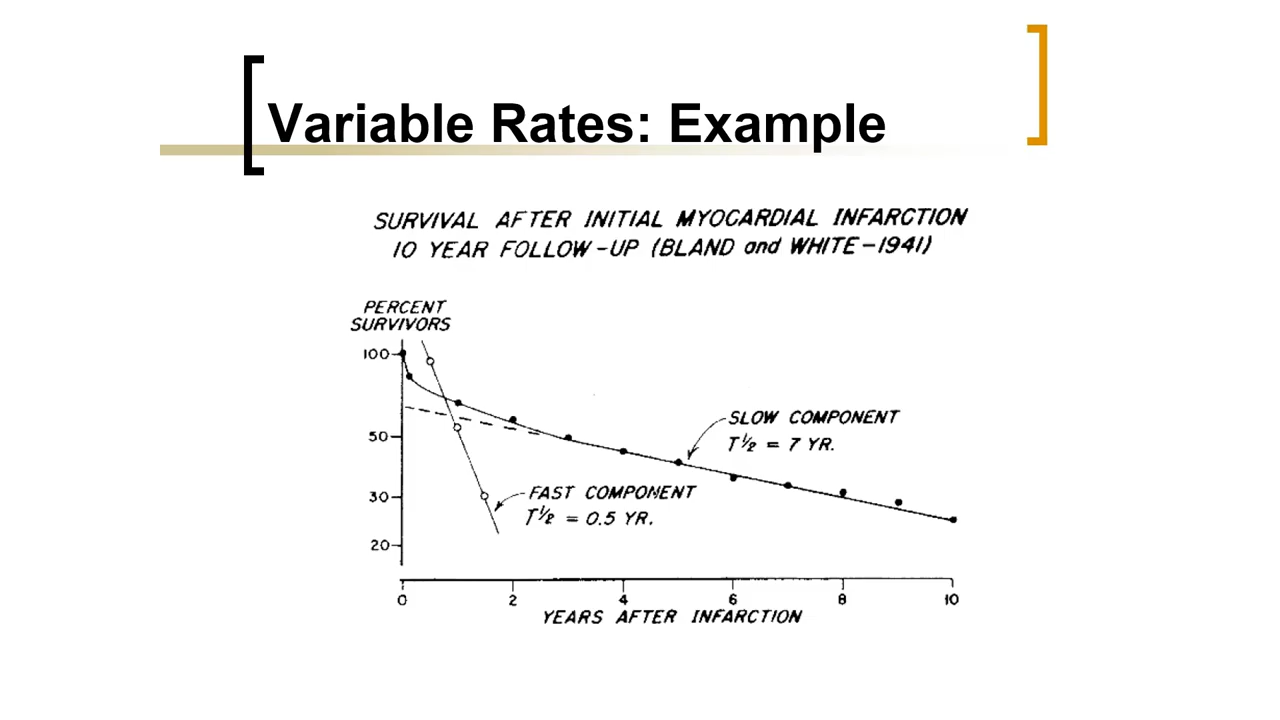 Variable Rates: Example
SURVIVAL AFTER INITIAL MYOCARDIAL INFARCTION
10 YEAR FOLLOW-UP (BLAND and WHITE-1941)
PERCENT
SURVIVORS
100
50
30
20
SLOW COMPONENT
T½ = 7 YR.
FAST COMPONENT
T½ = 0.5 YR.
0 2 4 6 8 10
YEARS AFTER INFARCTION